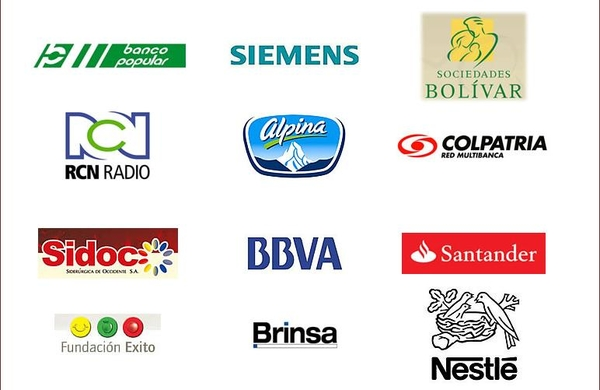 banco
popular
SIEMENS
SOCIEDADES
BOLÍVAR
RCN RADIO
Alpina
COLPATRIA
RED MULTIBANCA
Sidoc
SIDERÚRGICA DE OCCIDENTE S.A.
BBVA
Santander
Fundación Exito
Brinsa
Nestlé